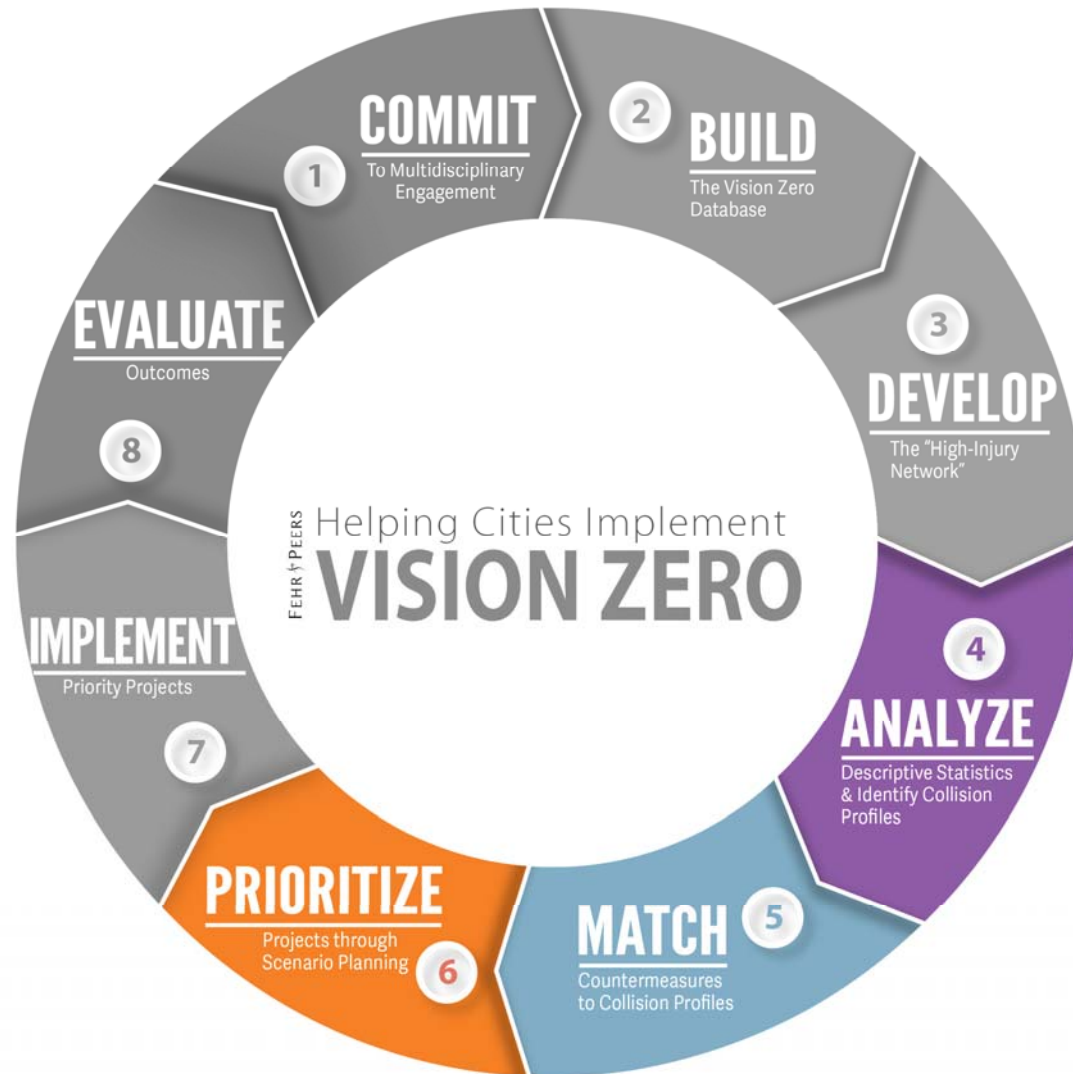 1
COMMIT
To Multidisciplinary
Engagement
2
BUILD
The Vision Zero
Database
3
DEVELOP
The “High-Injury
Network”
4
ANALYZE
Descriptive Statistics
& Identify Collision
Profiles
5
MATCH
Countermeasures
to Collision Profiles
6
PRIORITIZE
Projects through
Scenario Planning
7
IMPLEMENT
Priority Projects
8
EVALUATE
Outcomes
FEHR & PEERS
Helping Cities Implement
VISION ZERO